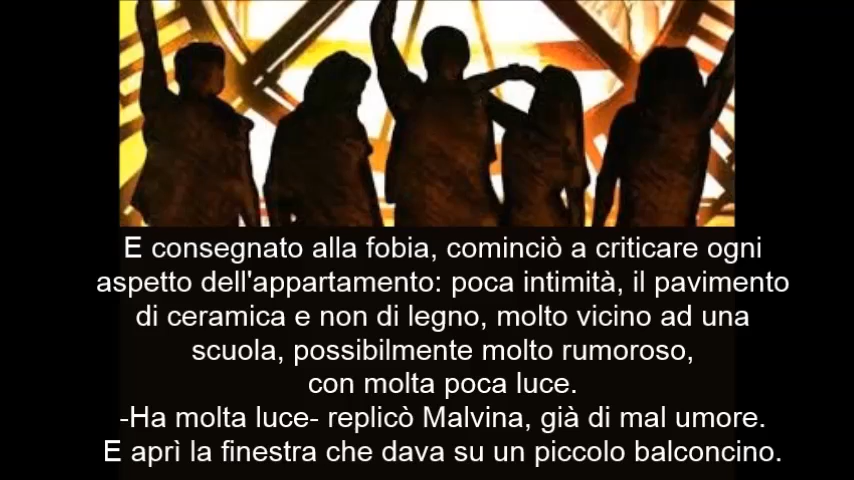 E consegnato alla fobia, cominciò a criticare ogni
aspetto dell'appartamento: poca intimità, il pavimento
di ceramica e non di legno, molto vicino ad una
scuola, possibilmente molto rumoroso,
con molta poca luce.
-Ha molta luce- replicò Malvina, già di mal umore.
E aprì la finestra che dava su un piccolo balconcino.